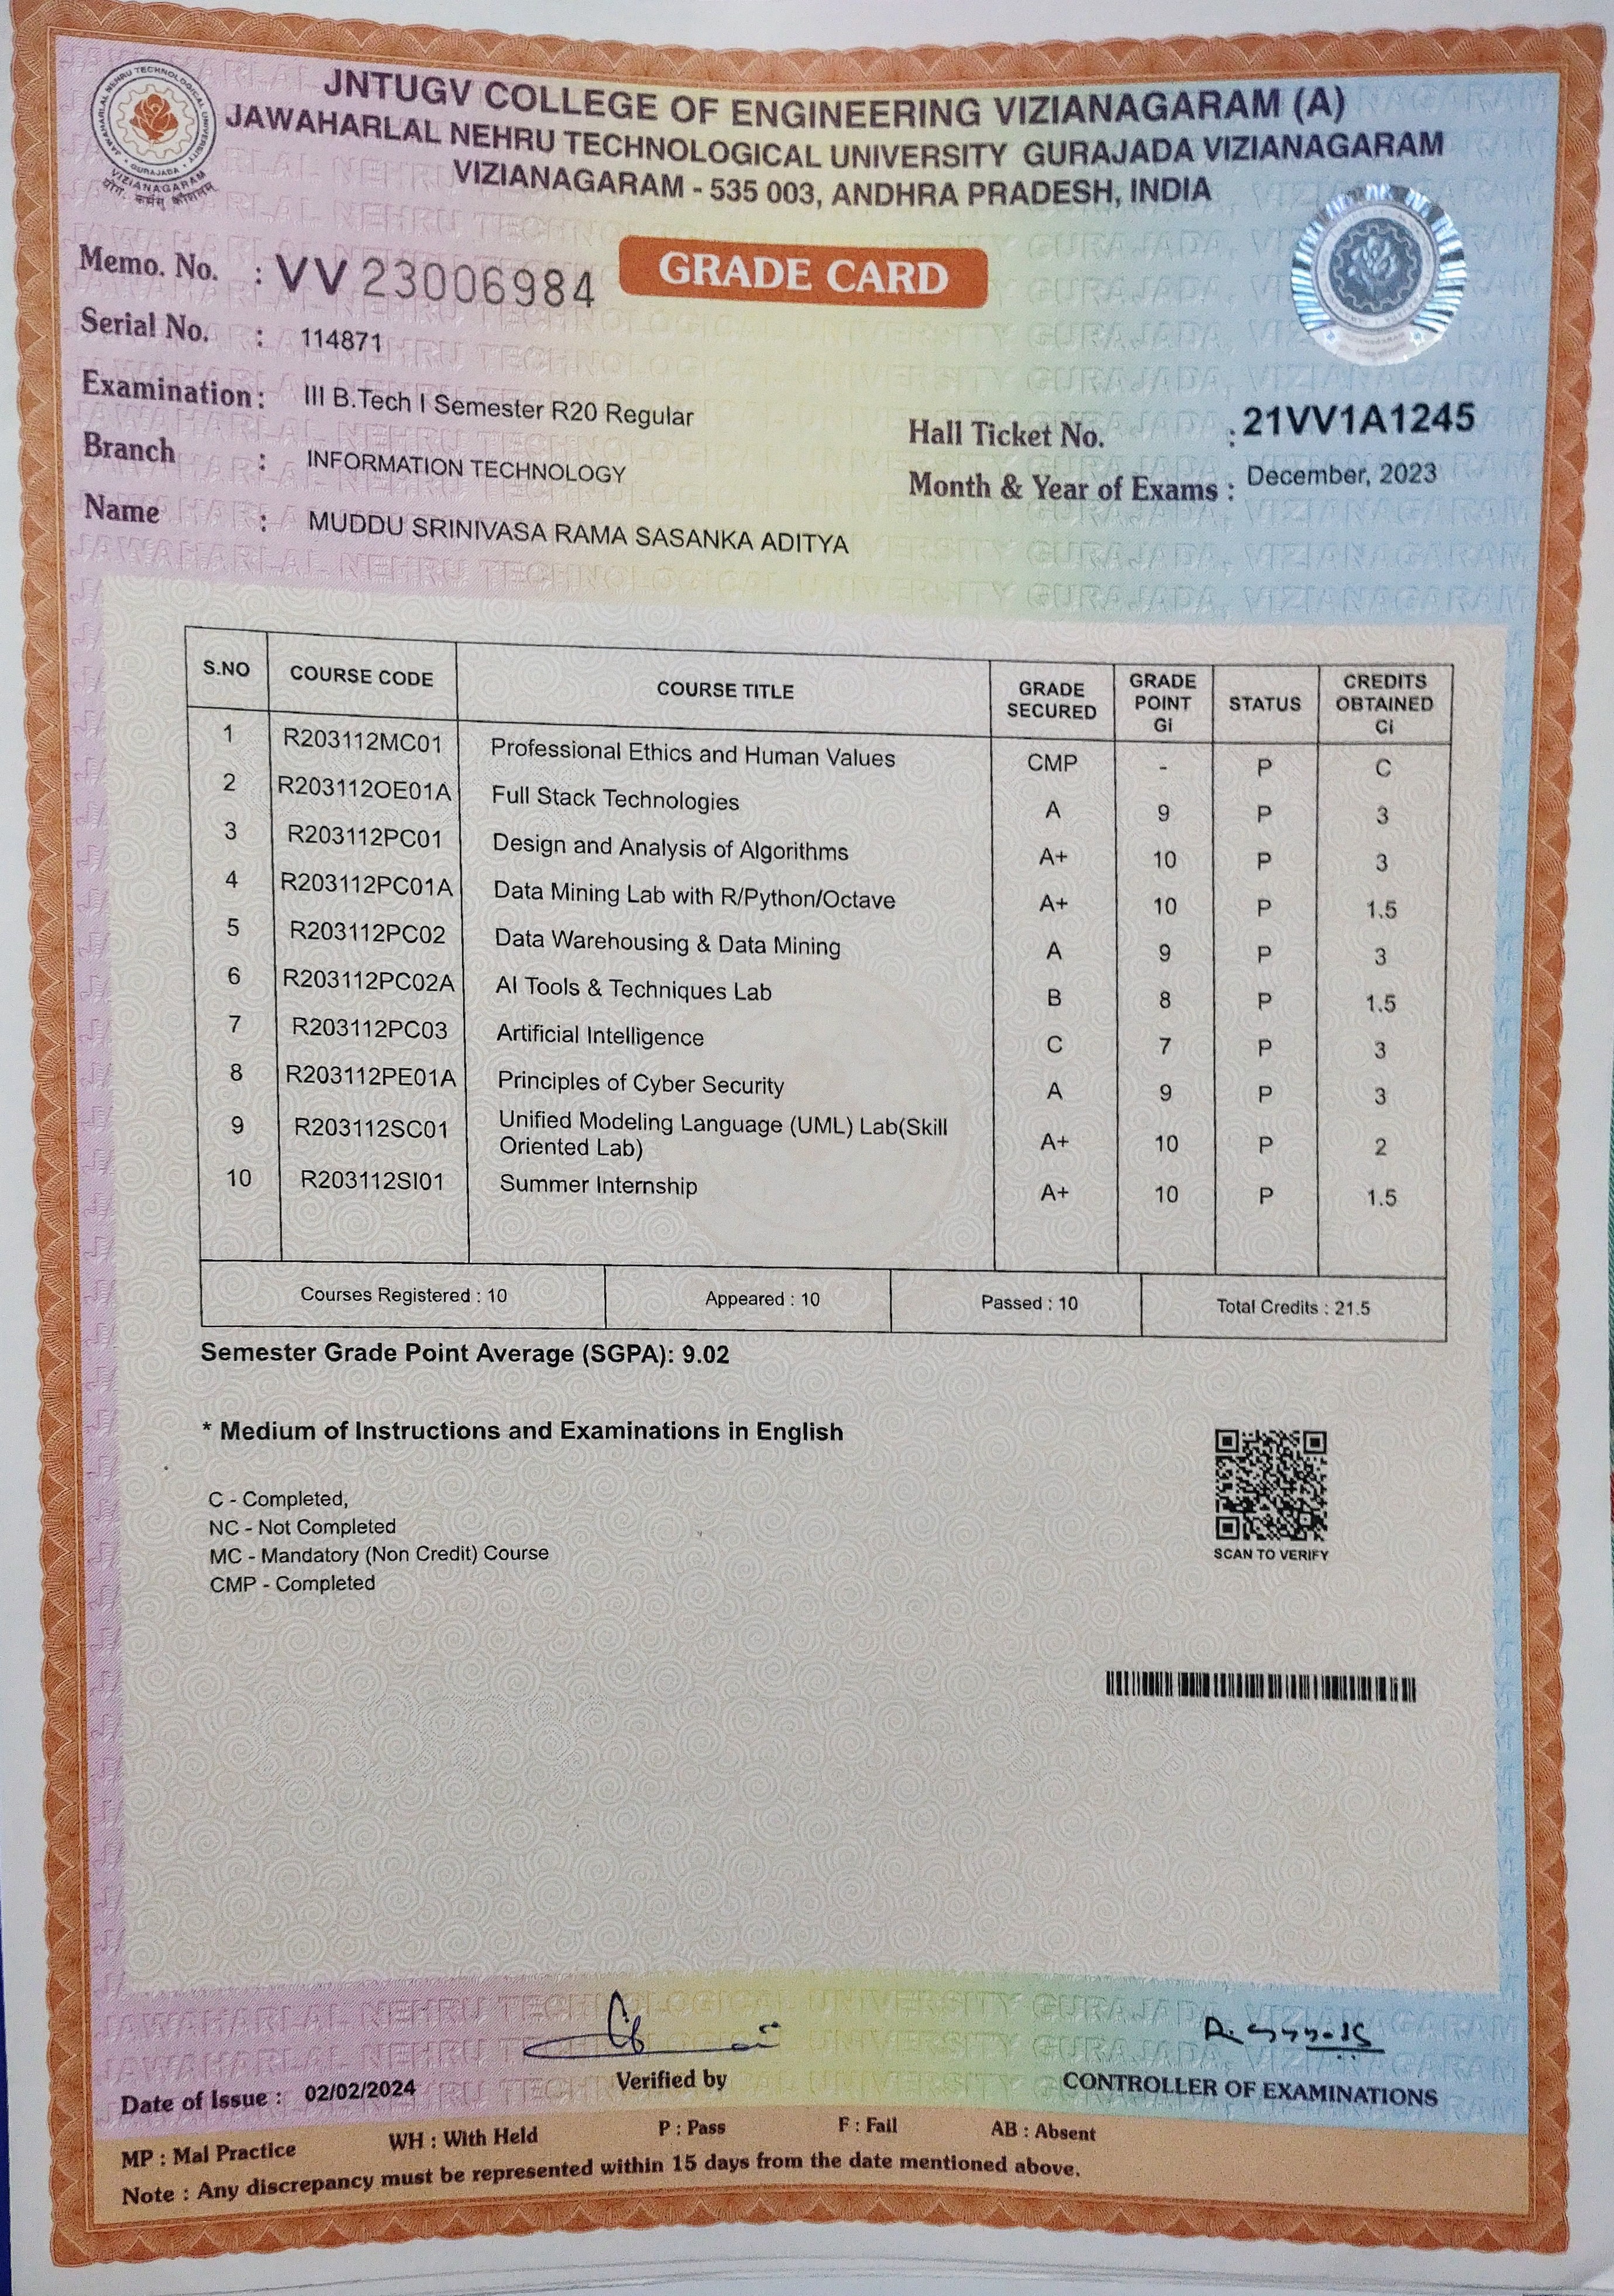 JNTUGV COLLEGE OF ENGINEERING VIZIANAGARAM (A)
JAWAHARLAL NEHRU TECHNOLOGICAL UNIVERSITY GURAJADA VIZIANAGARAM
VIZIANAGARAM - 535 003, ANDHRA PRADESH, INDIA
JAWAHARLAL NEHRU TECHNOLOGICAL UNIVERSITY
GURAJADA
VIZIANAGARAM
योगः कर्मसु कौशलम्
Memo. No. : VV 23006984
GRADE CARD
Serial No. : 114871
Examination : III B.Tech I Semester R20 Regular
Hall Ticket No. : 21VV1A1245
Branch : INFORMATION TECHNOLOGY
Month & Year of Exams : December, 2023
Name : MUDDU SRINIVASA RAMA SASANKA ADITYA
S.NO COURSE CODE COURSE TITLE GRADE SECURED GRADE POINT Gi STATUS CREDITS OBTAINED Ci
1 R203112MC01 Professional Ethics and Human Values CMP - P C
2 R203112OE01A Full Stack Technologies A 9 P 3
3 R203112PC01 Design and Analysis of Algorithms A+ 10 P 3
4 R203112PC01A Data Mining Lab with R/Python/Octave A+ 10 P 1.5
5 R203112PC02 Data Warehousing & Data Mining A 9 P 3
6 R203112PC02A AI Tools & Techniques Lab B 8 P 1.5
7 R203112PC03 Artificial Intelligence C 7 P 3
8 R203112PE01A Principles of Cyber Security A 9 P 3
9 R203112SC01 Unified Modeling Language (UML) Lab(Skill Oriented Lab) A+ 10 P 2
10 R203112SI01 Summer Internship A+ 10 P 1.5
Courses Registered : 10 Appeared : 10 Passed : 10 Total Credits : 21.5
Semester Grade Point Average (SGPA): 9.02
* Medium of Instructions and Examinations in English
C - Completed,
NC - Not Completed
MC - Mandatory (Non Credit) Course
CMP - Completed
SCAN TO VERIFY
Date of Issue : 02/02/2024
Verified by
CONTROLLER OF EXAMINATIONS
MP : Mal Practice WH : With Held P : Pass F : Fail AB : Absent
Note : Any discrepancy must be represented within 15 days from the date mentioned above.